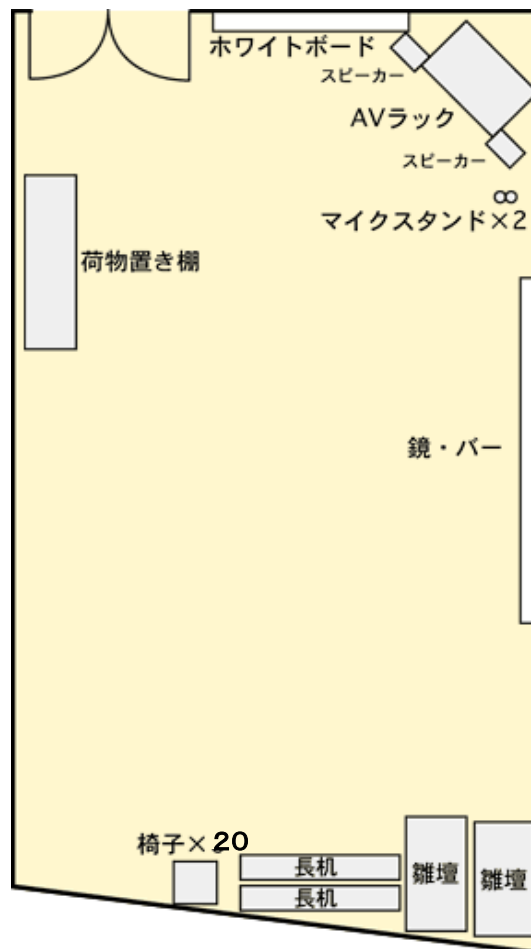 ホワイトボード
スピーカー
AVラック
スピーカー
マイクスタンド×2
荷物置き棚
鏡・バー
椅子×20
長机
長机
雛壇
雛壇